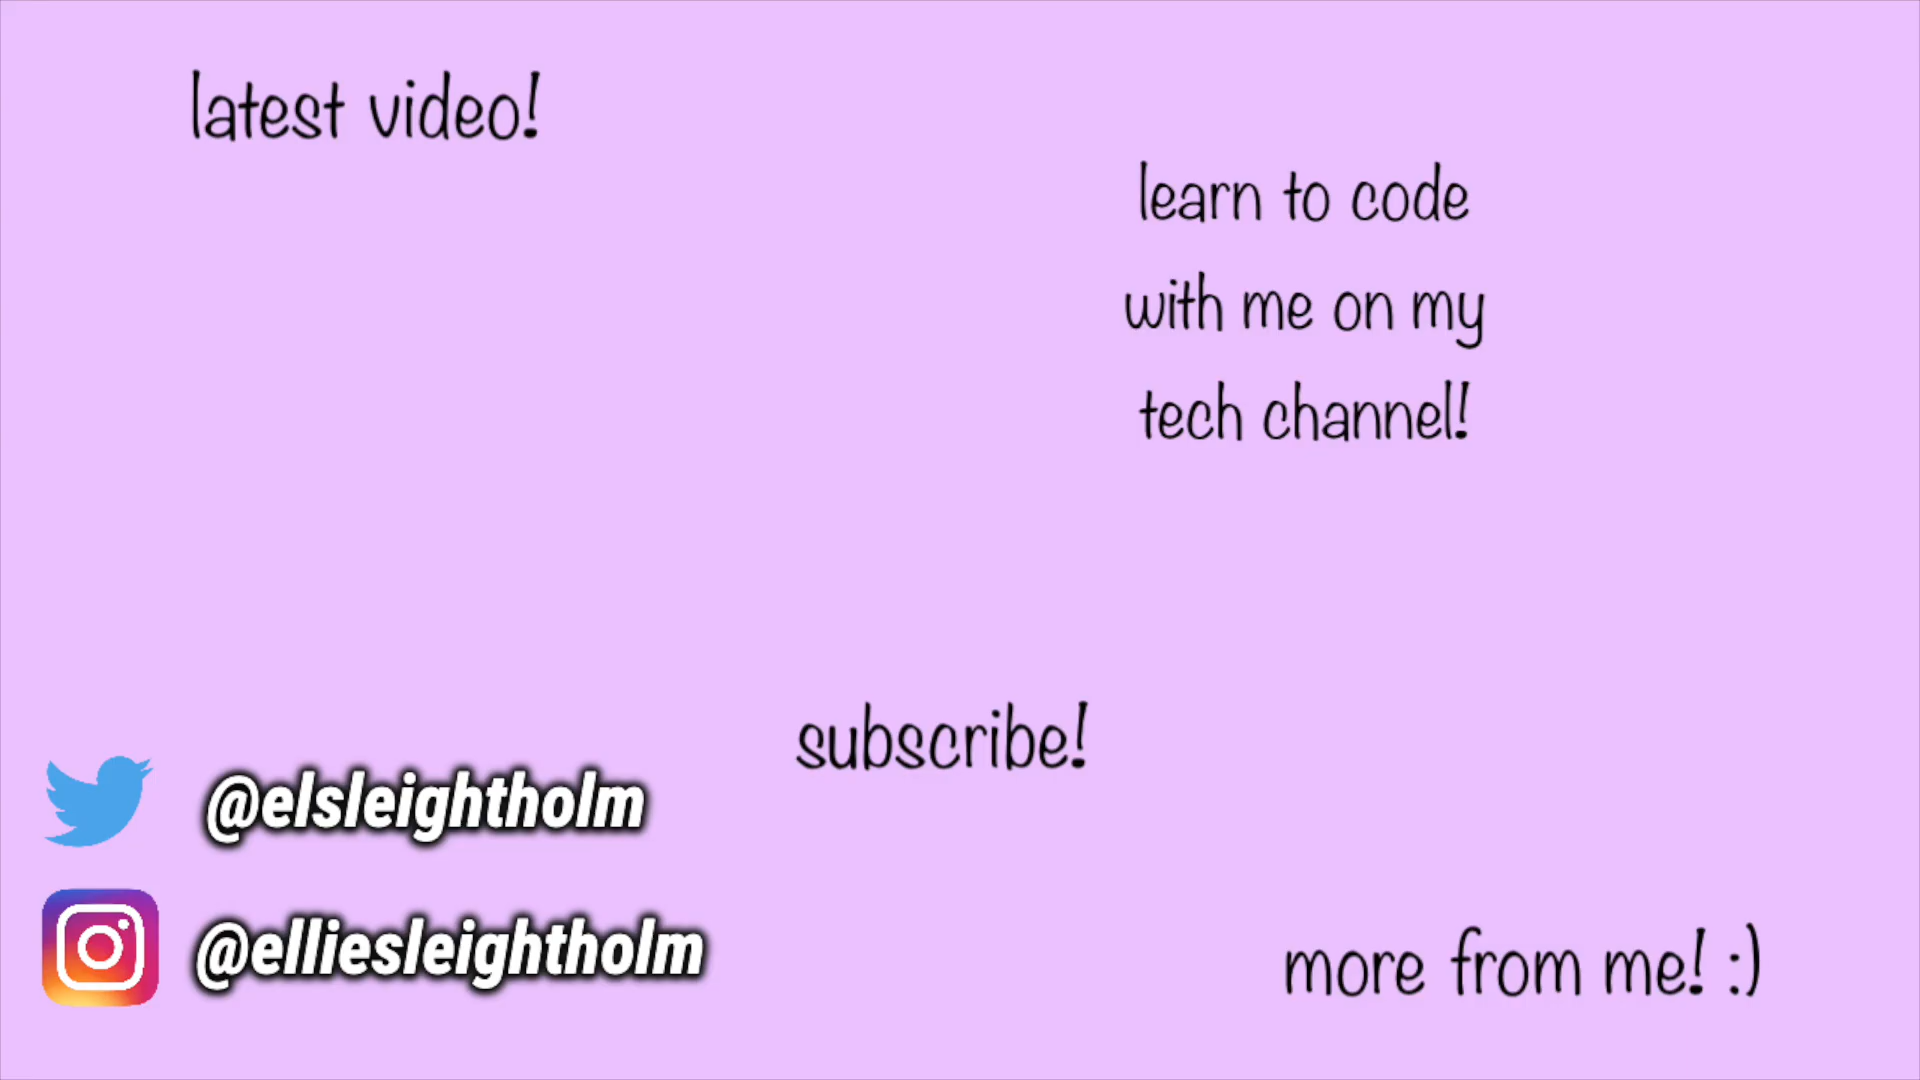 latest video!
learn to code
with me on my
tech channel!
subscribe!
@elsleightholm
@elliesleightholm
more from me! :)